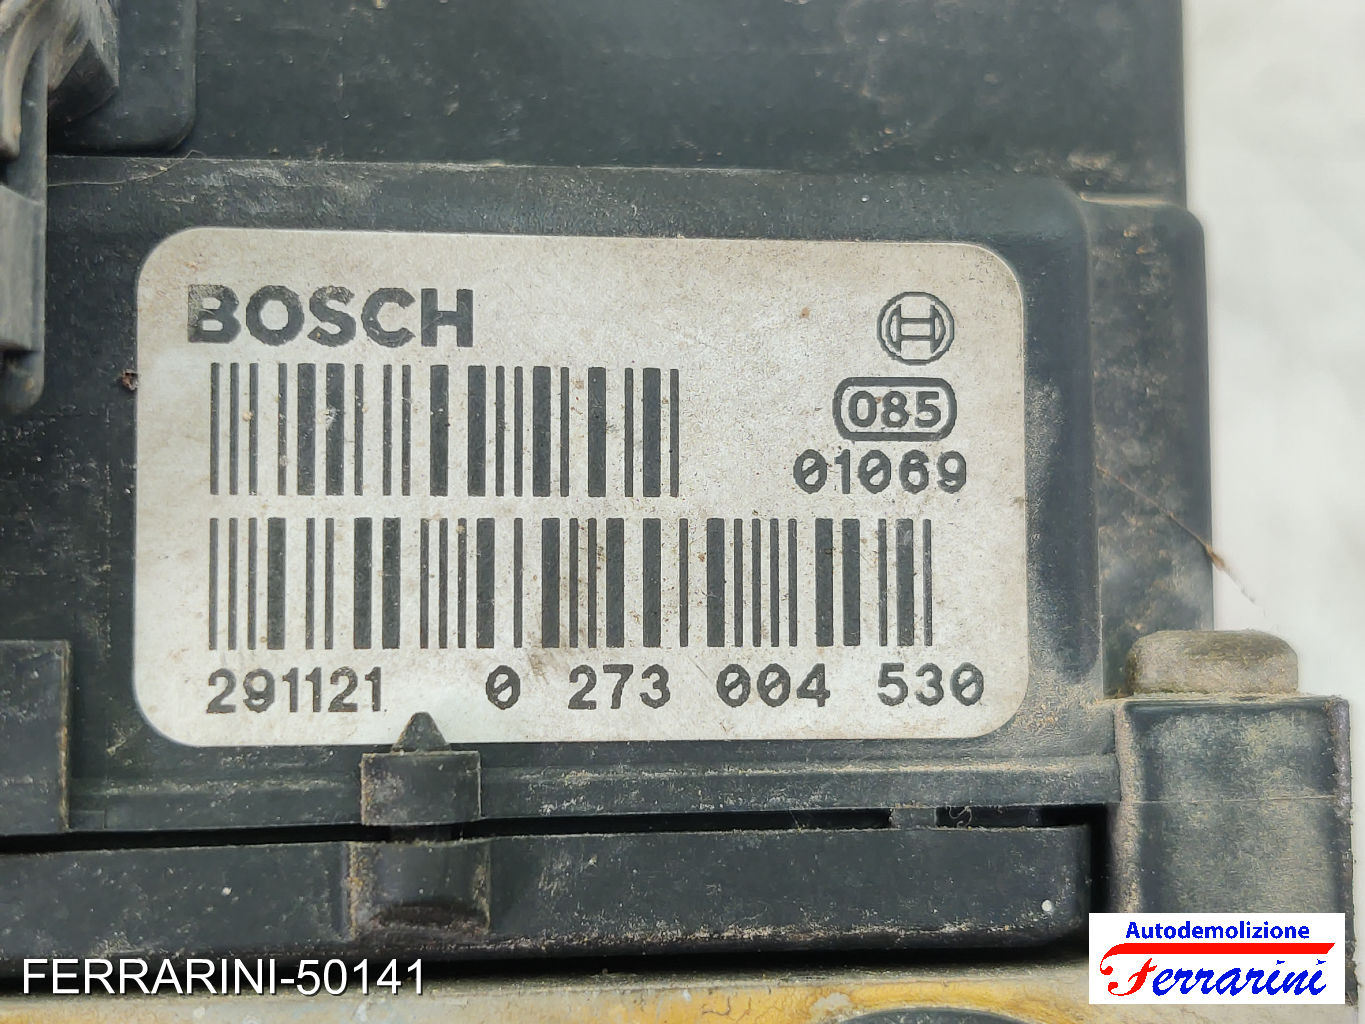 BOSCH
085
01069
291121 0 273 004 530
FERRARINI-50141
Autodemolizione
Ferrarini